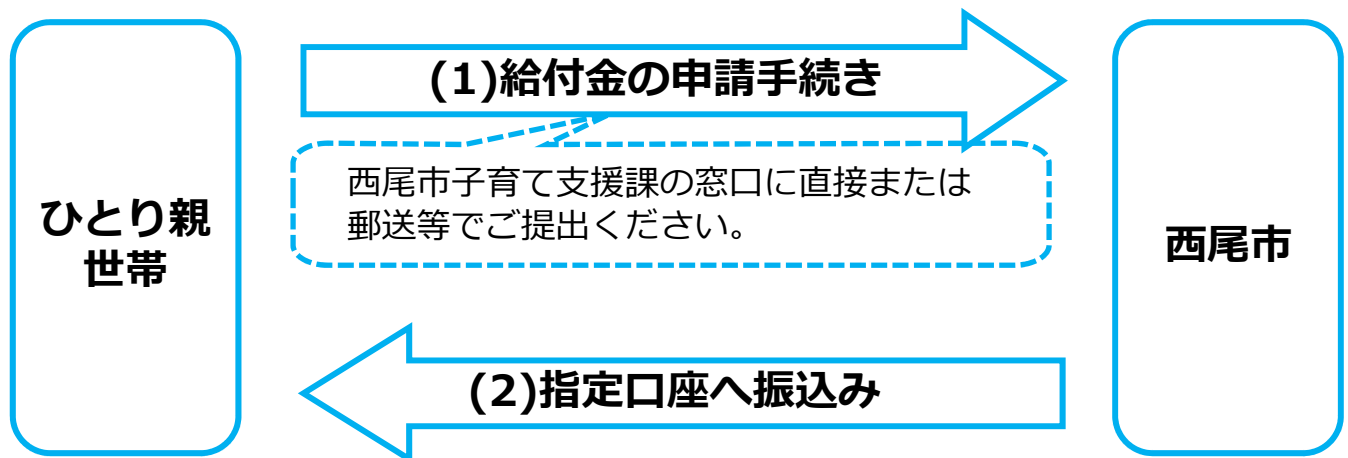 (1)給付金の申請手続き
西尾市子育て支援課の窓口に直接または
郵送等でご提出ください。
ひとり親
世帯
西尾市
(2)指定口座へ振込み